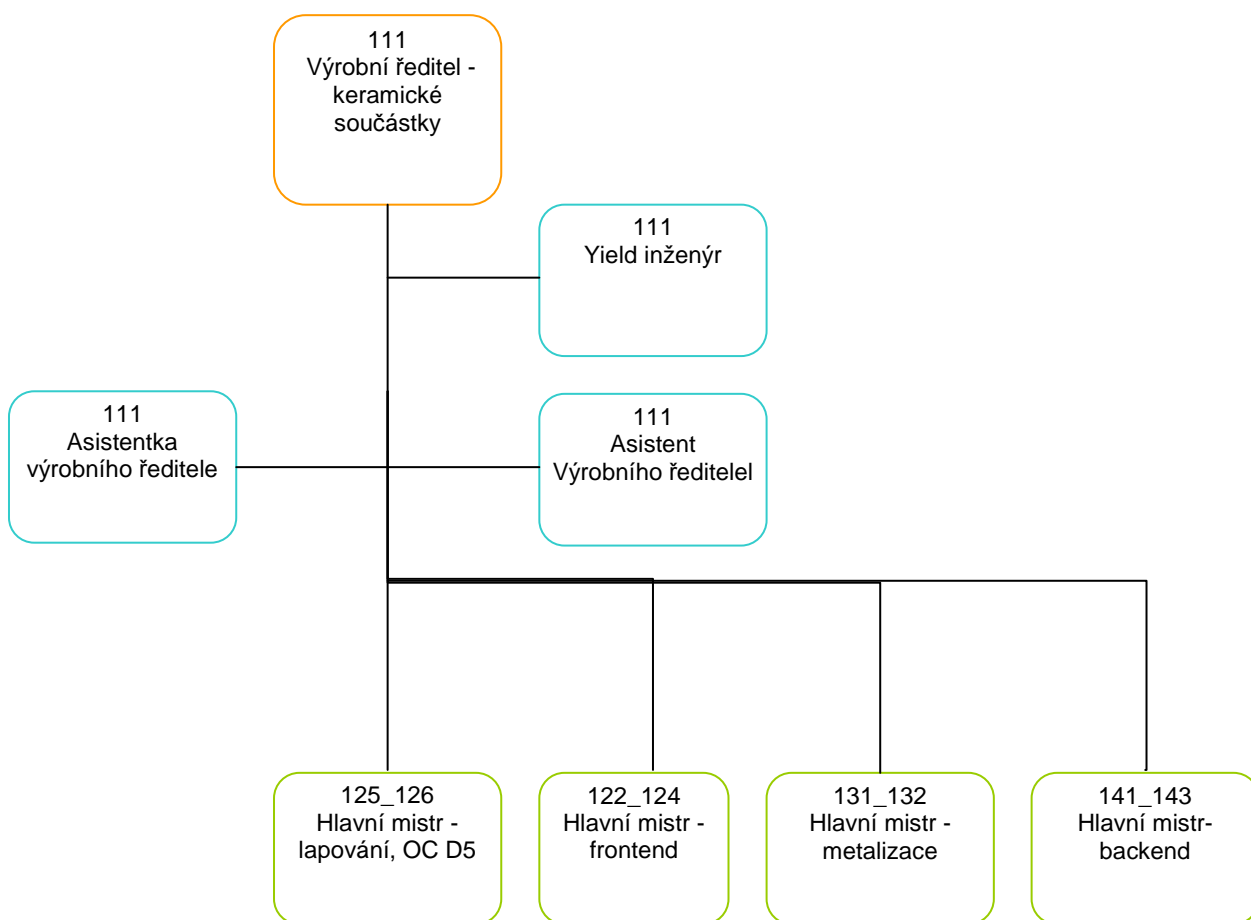 111
Výrobní ředitel -
keramické
součástky
111
Yield inženýr
111
Asistentka
výrobního ředitele
111
Asistent
Výrobního ředitelel
125_126
Hlavní mistr -
lapování, OC D5
122_124
Hlavní mistr -
frontend
131_132
Hlavní mistr -
metalizace
141_143
Hlavní mistr-
backend